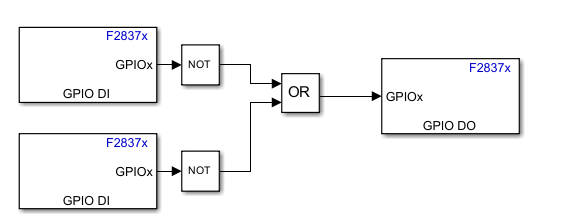 F2837x
GPIOx
GPIO DI
NOT
F2837x
GPIOx
GPIO DI
NOT
OR
F2837x
GPIOx
GPIO DO